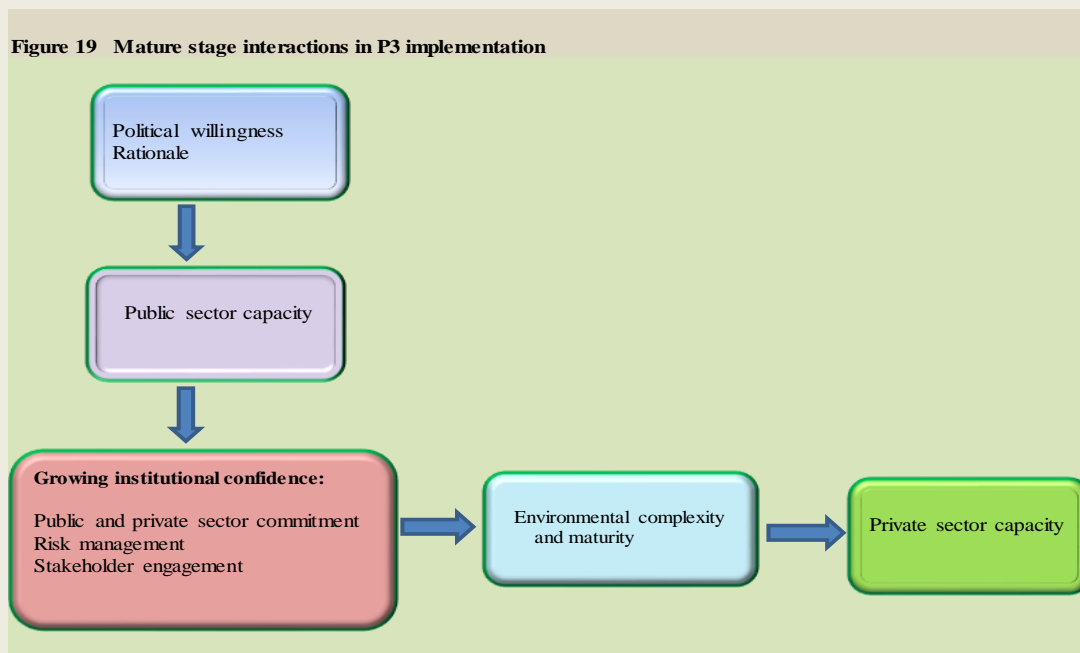 Figure 19 Mature stage interactions in P3 implementation
Political willingness
Rationale
Public sector capacity
Growing institutional confidence:
Public and private sector commitment
Risk management
Stakeholder engagement
Environmental complexity
and maturity
Private sector capacity